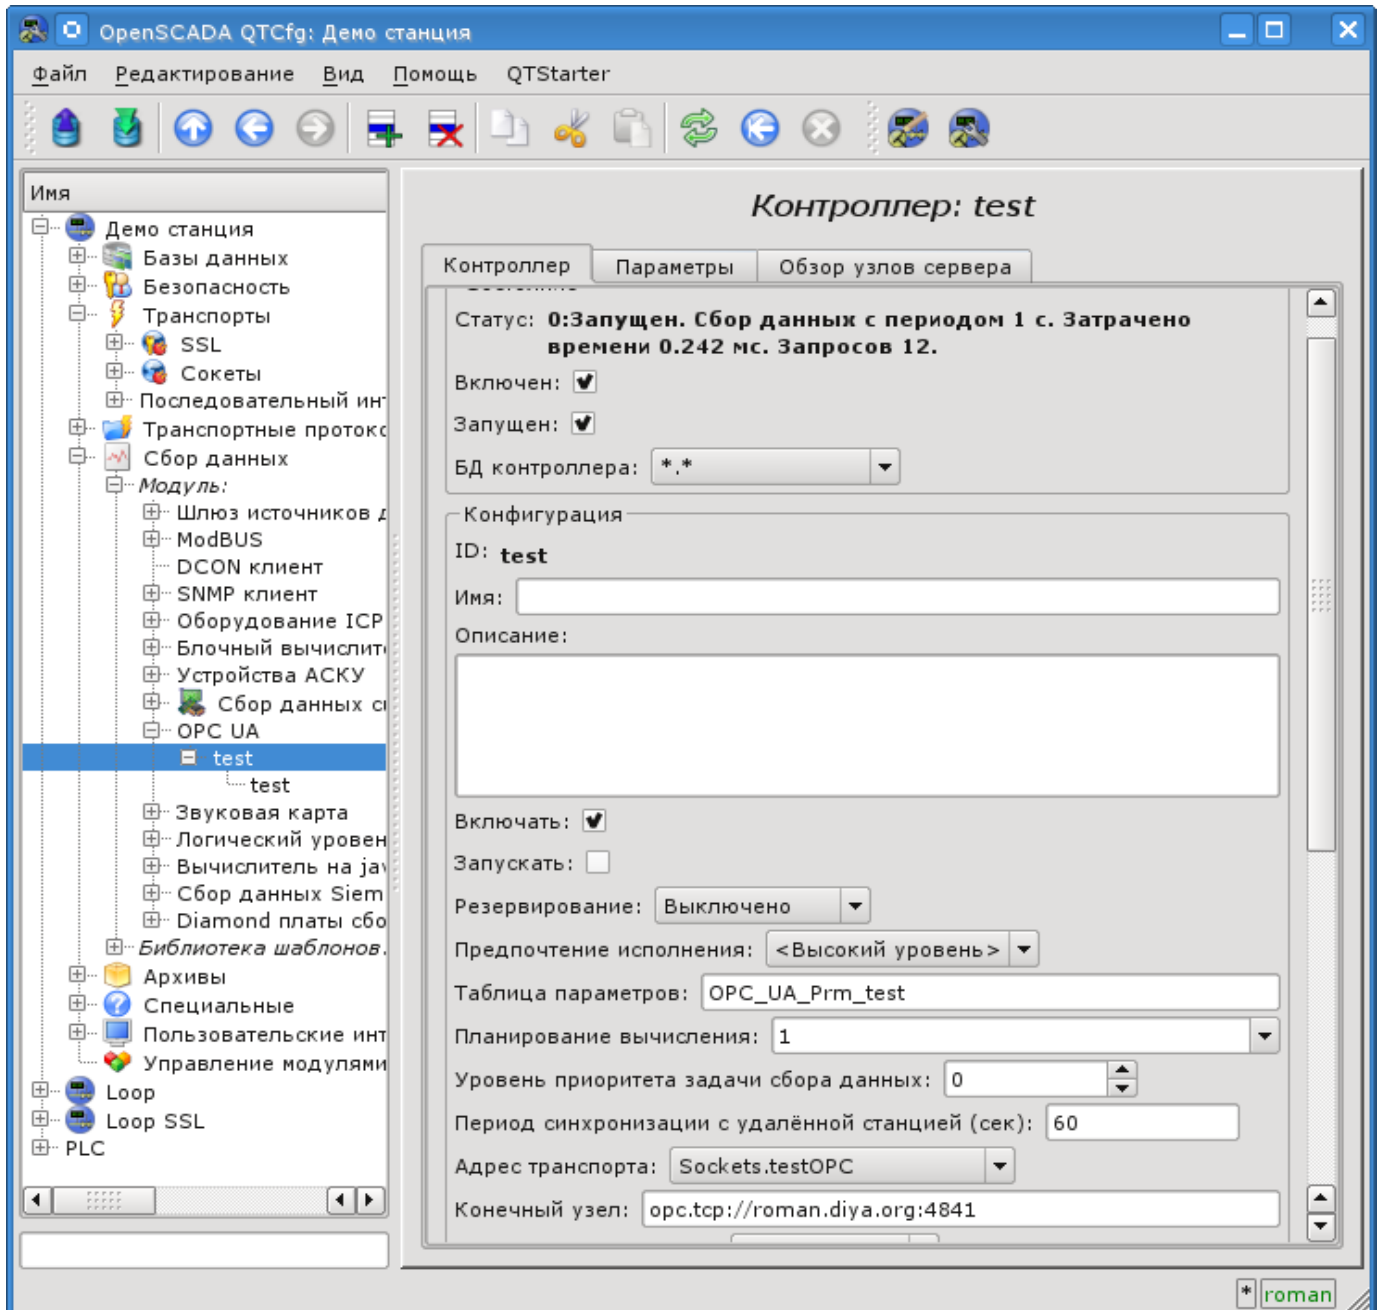 OpenSCADA QTCfg: Демо станция
Файл Редактирование Вид Помощь QTStarter
Имя
Демо станция
Базы данных
Безопасность
Транспорты
SSL
Сокеты
Последовательный инт
Транспортные протоко
Сбор данных
Модуль:
Шлюз источников д
ModBUS
DCON клиент
SNMP клиент
Оборудование ICP
Блочный вычислите
Устройства АСКУ
Сбор данных си
OPC UA
test
test
Звуковая карта
Логический уровен
Вычислитель на jav
Сбор данных Siem
Diamond платы сбо
Библиотека шаблонов.
Архивы
Специальные
Пользовательские инт
Управление модулями
Loop
Loop SSL
PLC
Контроллер: test
Контроллер Параметры Обзор узлов сервера
Состояние
Статус: 0:Запущен. Сбор данных с периодом 1 с. Затрачено
времени 0.242 мс. Запросов 12.
Включен:
Запущен:
БД контроллера: *.*
Конфигурация
ID: test
Имя:
Описание:
Включать:
Запускать:
Резервирование: Выключено
Предпочтение исполнения: <Высокий уровень>
Таблица параметров: OPC_UA_Prm_test
Планирование вычисления: 1
Уровень приоритета задачи сбора данных: 0
Период синхронизации с удалённой станцией (сек): 60
Адрес транспорта: Sockets.testOPC
Конечный узел: opc.tcp://roman.diya.org:4841
* roman